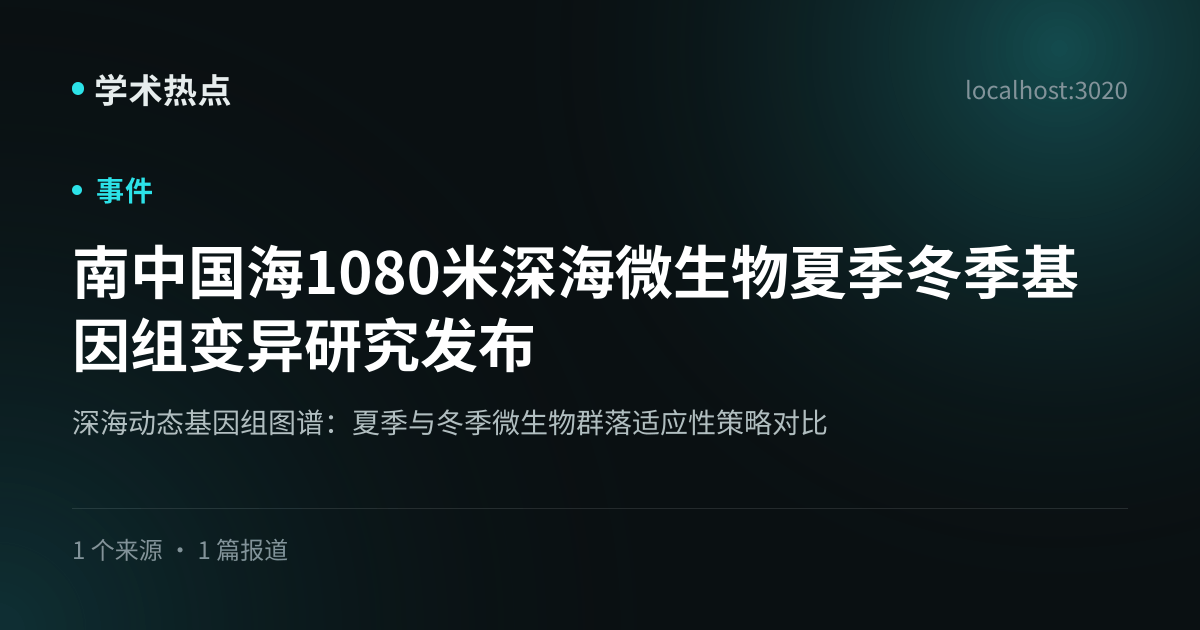 学术热点
localhost:3020
事件
南中国海1080米深海微生物夏季冬季基
因组变异研究发布
深海动态基因组图谱：夏季与冬季微生物群落适应性策略对比
1 个来源 · 1 篇报道